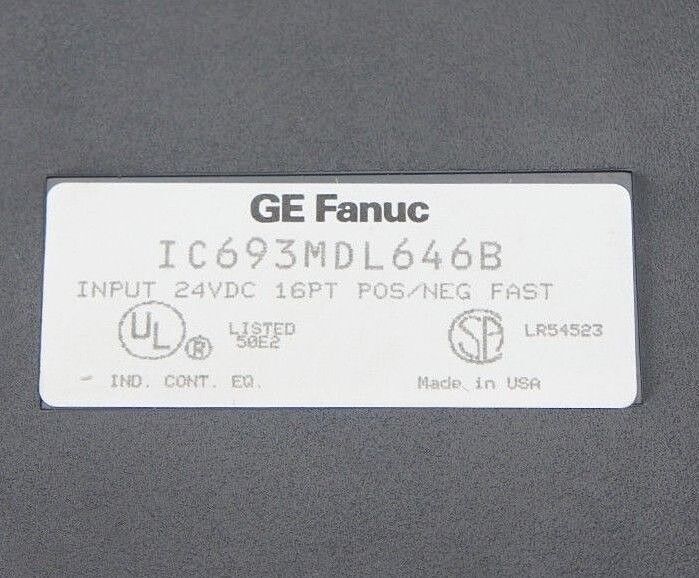 GE Fanuc
IC693MDL646B
INPUT 24VDC 16PT POS/NEG FAST
UL ® LISTED 50E2
SA LR54523
IND. CONT. EQ.
Made in USA